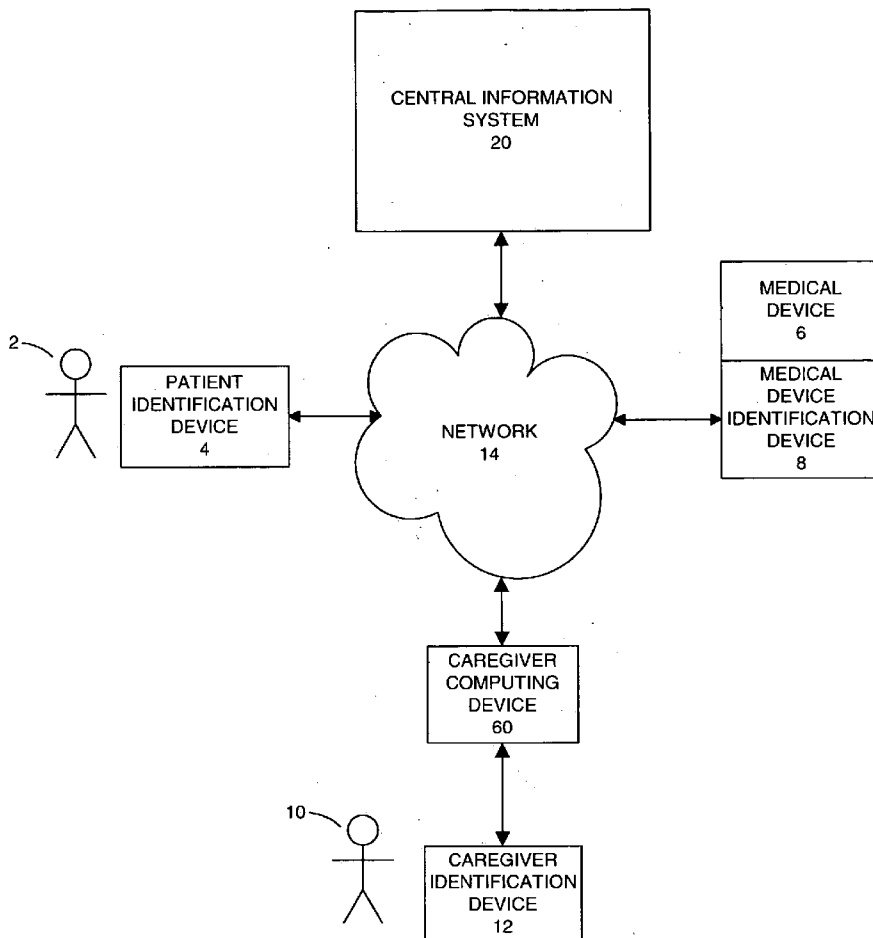 CENTRAL INFORMATION
SYSTEM
20
MEDICAL
DEVICE
6
2
PATIENT
IDENTIFICATION
DEVICE
4
NETWORK
14
MEDICAL
DEVICE
IDENTIFICATION
DEVICE
8
CAREGIVER
COMPUTING
DEVICE
60
10
CAREGIVER
IDENTIFICATION
DEVICE
12